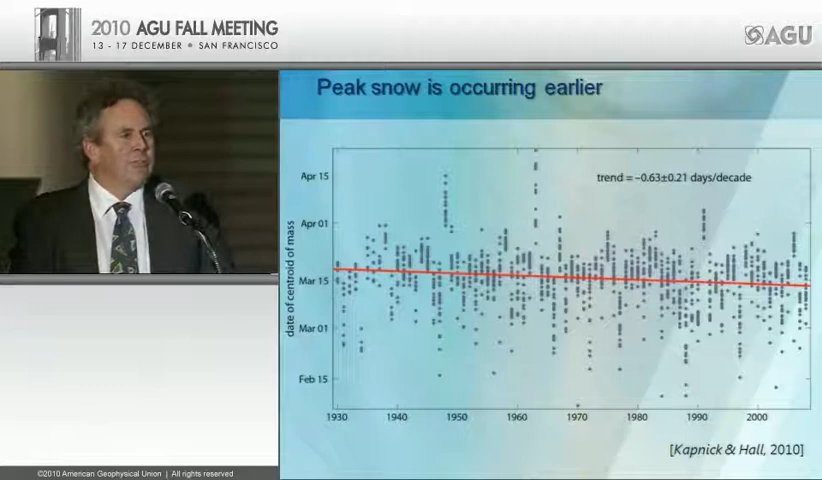 2010 AGU FALL MEETING
13 - 17 DECEMBER • SAN FRANCISCO
AGU
Peak snow is occurring earlier
trend = −0.63±0.21 days/decade
date of centroid of mass
Apr 15
Apr 01
Mar 15
Mar 01
Feb 15
1930 1940 1950 1960 1970 1980 1990 2000
[Kapnick & Hall, 2010]
©2010 American Geophysical Union | All rights reserved